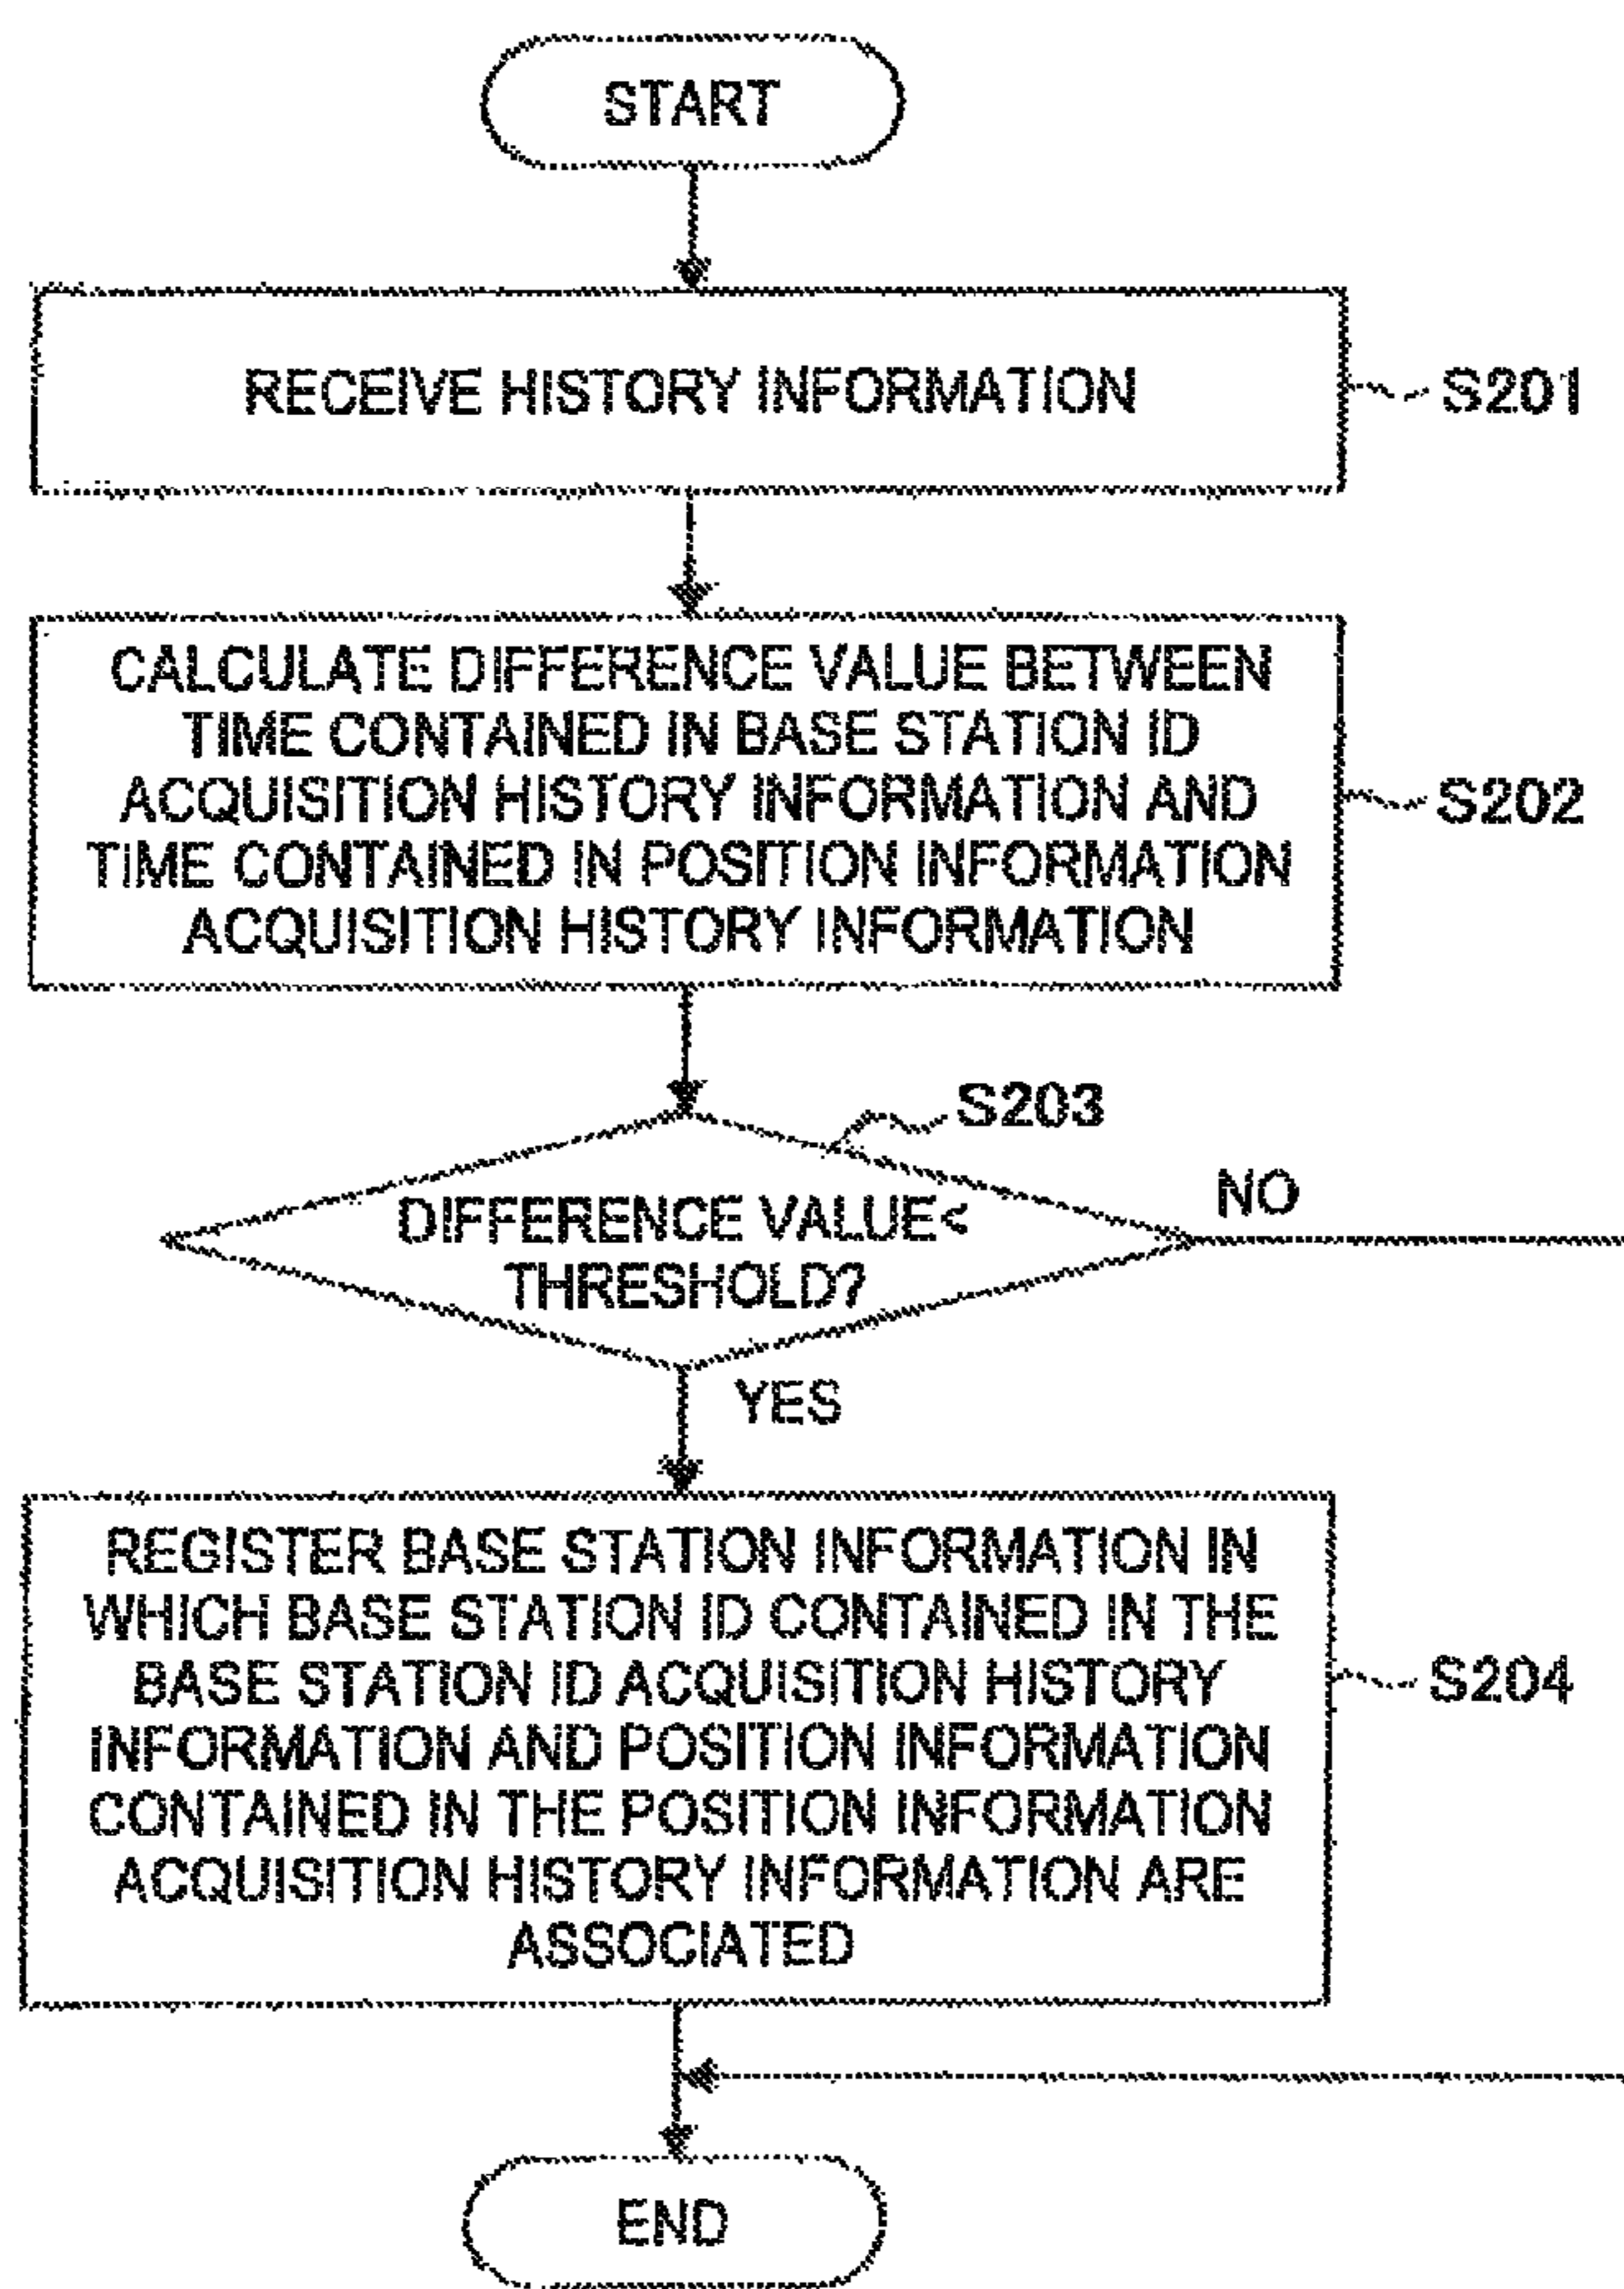 START
RECEIVE HISTORY INFORMATION
S201
CALCULATE DIFFERENCE VALUE BETWEEN
TIME CONTAINED IN BASE STATION ID
ACQUISITION HISTORY INFORMATION AND
TIME CONTAINED IN POSITION INFORMATION
ACQUISITION HISTORY INFORMATION
S202
S203
DIFFERENCE VALUE<
THRESHOLD?
NO
YES
REGISTER BASE STATION INFORMATION IN
WHICH BASE STATION ID CONTAINED IN THE
BASE STATION ID ACQUISITION HISTORY
INFORMATION AND POSITION INFORMATION
CONTAINED IN THE POSITION INFORMATION
ACQUISITION HISTORY INFORMATION ARE
ASSOCIATED
S204
END